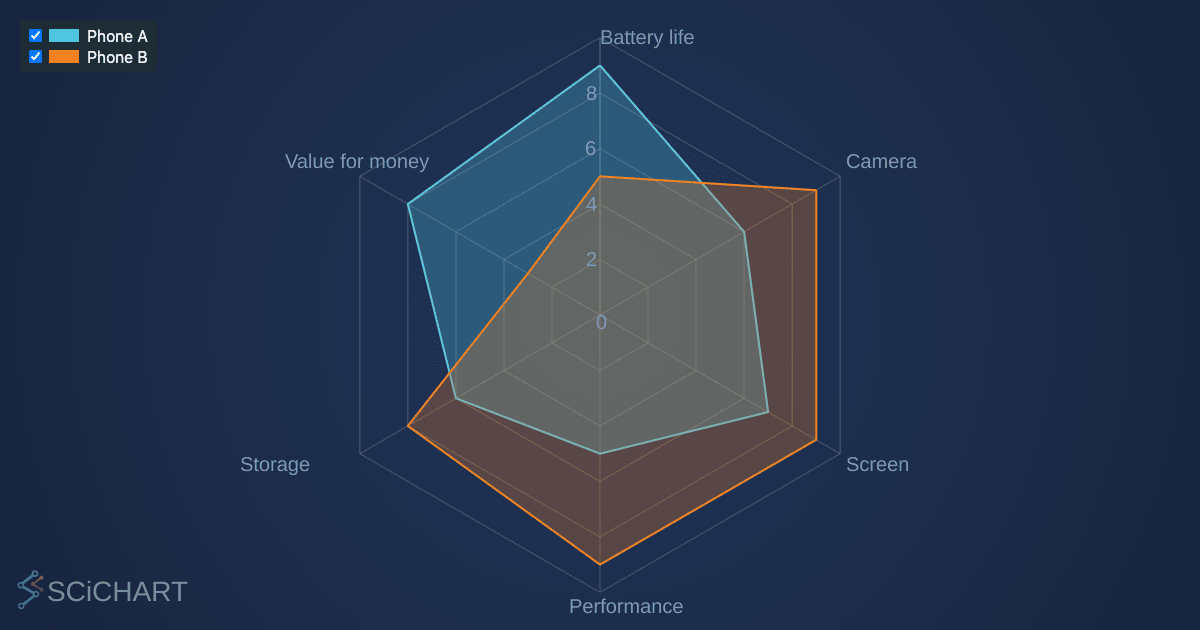 Phone A
Phone B
Battery life
8
Value for money
Camera
6
4
2
0
Storage
Screen
SCiCHART
Performance